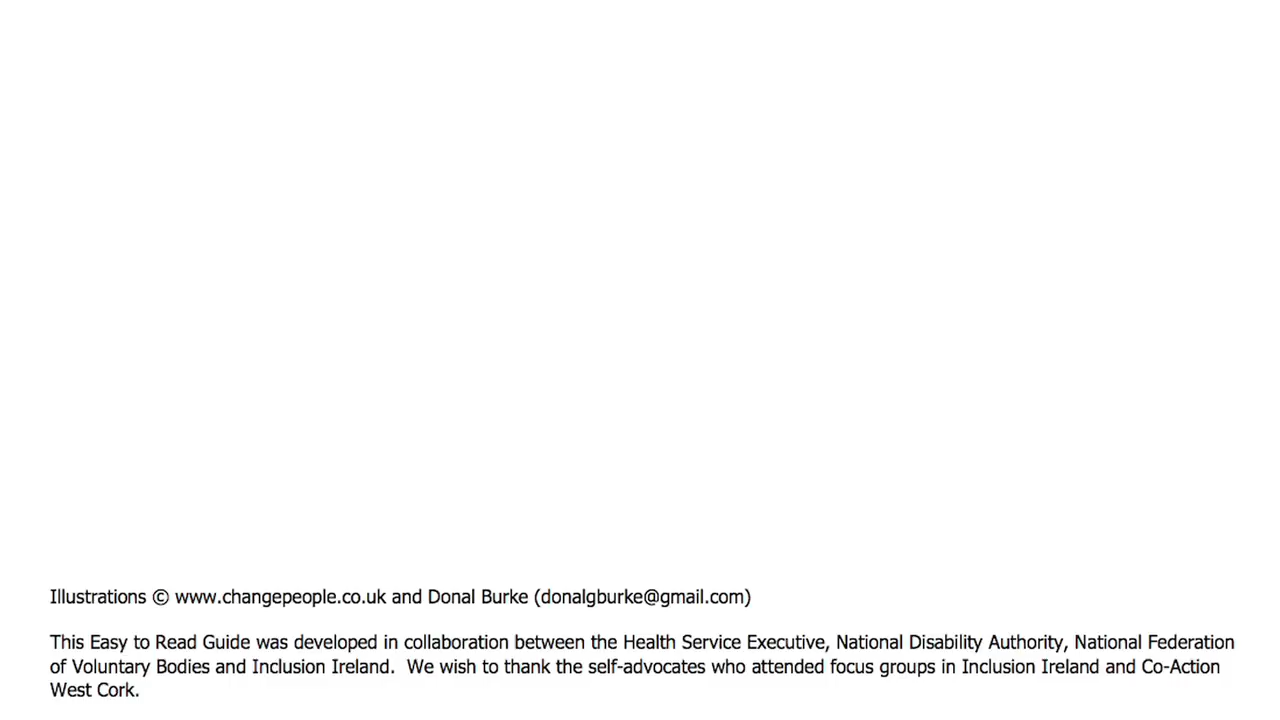 Illustrations © www.changepeople.co.uk and Donal Burke (donalgburke@gmail.com)
This Easy to Read Guide was developed in collaboration between the Health Service Executive, National Disability Authority, National Federation
of Voluntary Bodies and Inclusion Ireland.  We wish to thank the self-advocates who attended focus groups in Inclusion Ireland and Co-Action
West Cork.